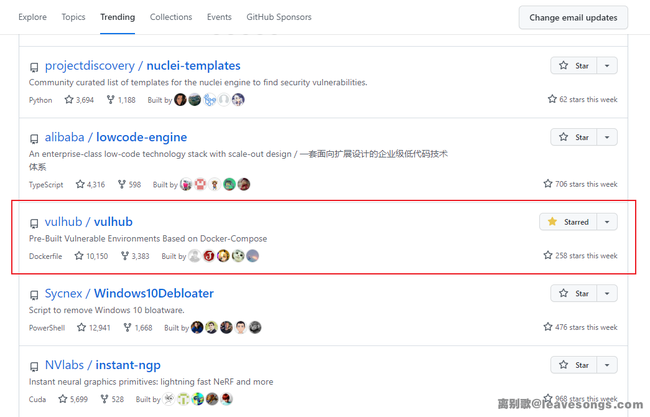 Explore Topics Trending Collections Events GitHub Sponsors Change email updates
projectdiscovery / nuclei-templates Star
Community curated list of templates for the nuclei engine to find security vulnerabilities.
Python 3,694 1,188 Built by 62 stars this week
alibaba / lowcode-engine Star
An enterprise-class low-code technology stack with scale-out design / 一套面向扩展设计的企业级低代码技术
体系
TypeScript 4,316 598 Built by 706 stars this week
vulhub / vulhub Starred
Pre-Built Vulnerable Environments Based on Docker-Compose
Dockerfile 10,150 3,383 Built by 258 stars this week
Sycnex / Windows10Debloater Star
Script to remove Windows 10 bloatware.
PowerShell 12,941 1,668 Built by 476 stars this week
NVlabs / instant-ngp Star
Instant neural graphics primitives: lightning fast NeRF and more
Cuda 5,699 528 Built by 968 stars this week
离别歌@leavesongs.com